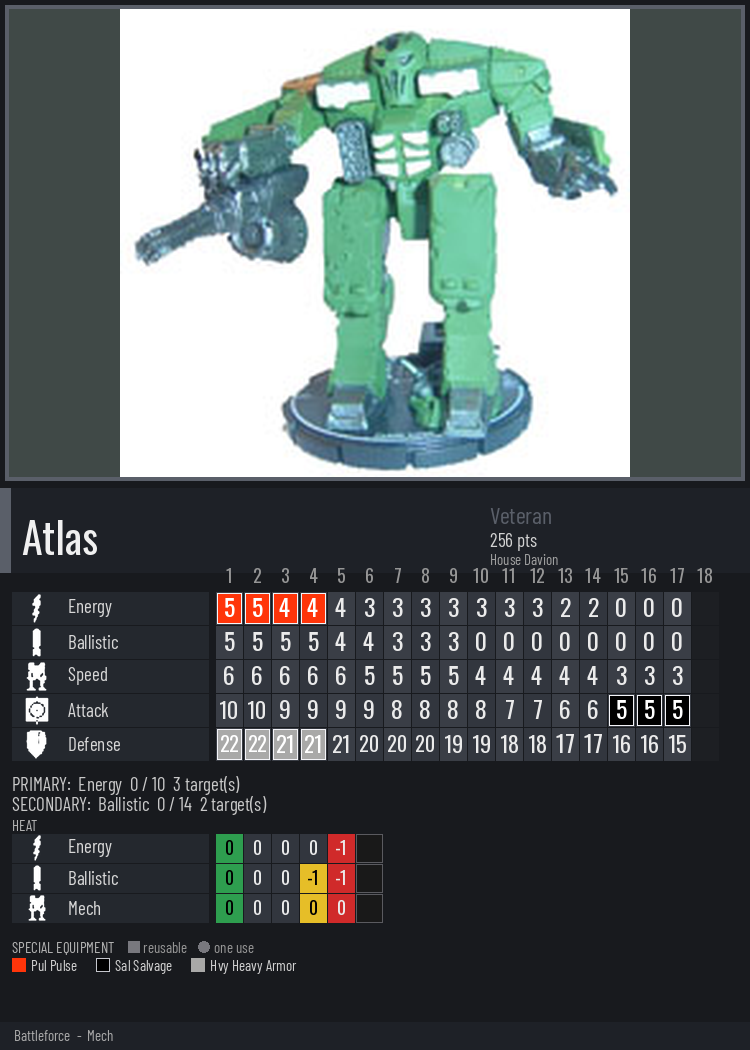 Atlas
Veteran
256 pts
House Davion
1 2 3 4 5 6 7 8 9 10 11 12 13 14 15 16 17 18
Energy 5 5 4 4 4 3 3 3 3 3 3 3 2 2 0 0 0
Ballistic 5 5 5 5 4 4 3 3 3 0 0 0 0 0 0 0 0
Speed 6 6 6 6 6 5 5 5 5 4 4 4 4 4 3 3 3
Attack 10 10 9 9 9 9 8 8 8 8 7 7 6 6 5 5 5
Defense 22 22 21 21 21 20 20 20 19 19 18 18 17 17 16 16 15
PRIMARY: Energy 0 / 10 3 target(s)
SECONDARY: Ballistic 0 / 14 2 target(s)
HEAT
Energy 0 0 0 0 -1
Ballistic 0 0 0 -1 -1
Mech 0 0 0 0 0
SPECIAL EQUIPMENT reusable one use
Pul Pulse Sal Salvage Hvy Heavy Armor
Battleforce - Mech